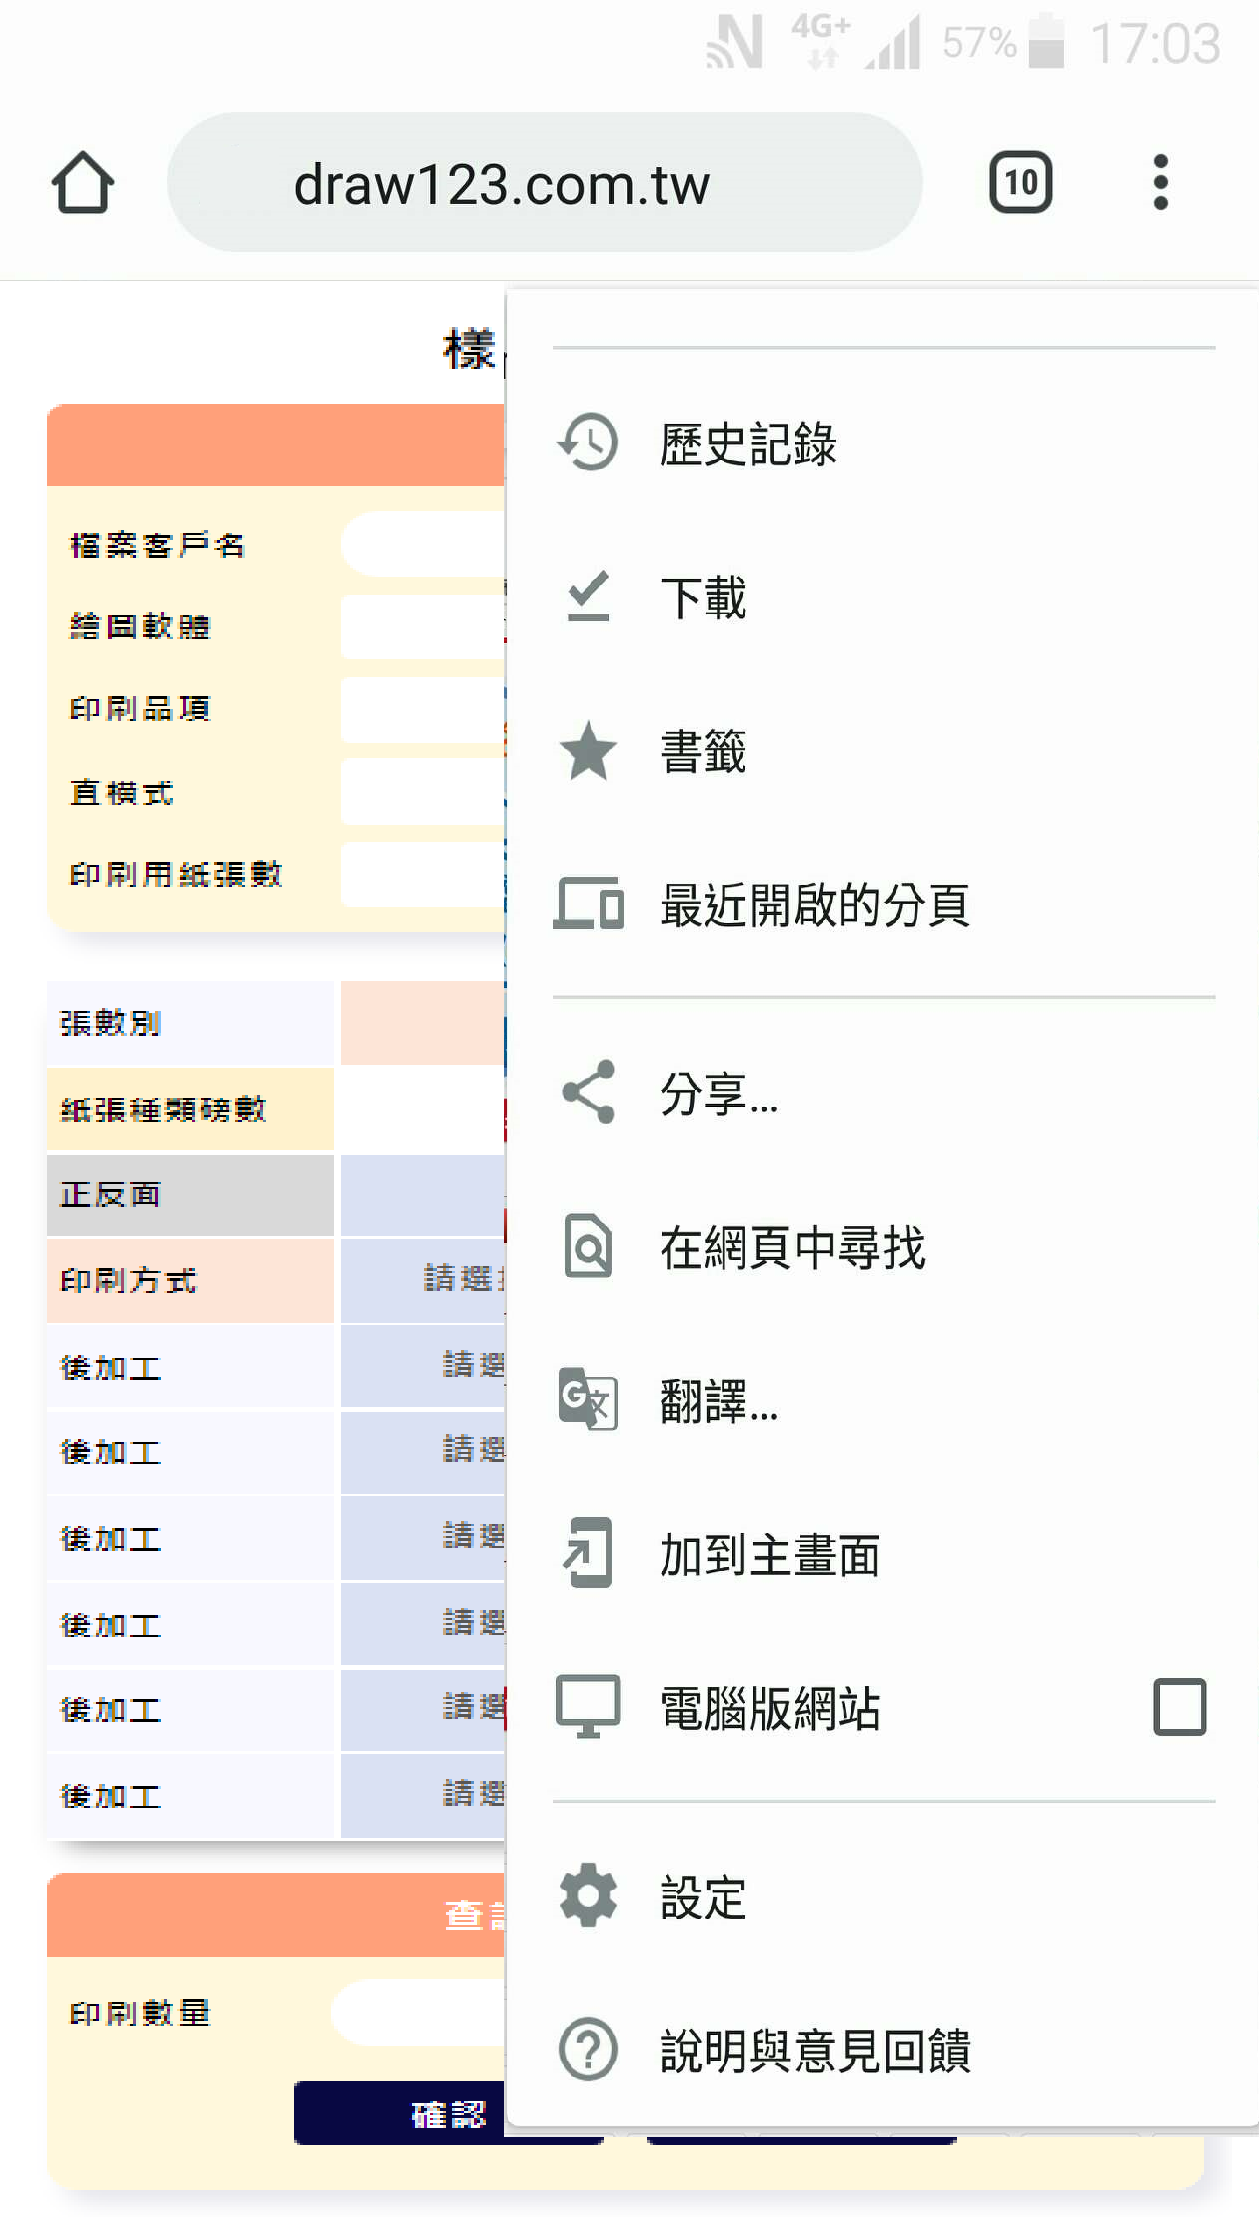 4G+ 57% 17:03
draw123.com.tw 10
樣
歷史記錄
檔案客戶名
下載
繪圖軟體
印刷品項
書籤
直橫式
印刷用紙張數
最近開啟的分頁
張數別
分享...
紙張種類磅數
正反面
在網頁中尋找
印刷方式 請選
後加工 請選
翻譯...
後加工 請選
後加工 請選
加到主畫面
後加工 請選
後加工 請選
電腦版網站
後加工 請選
設定
查
印刷數量
說明與意見回饋
確認